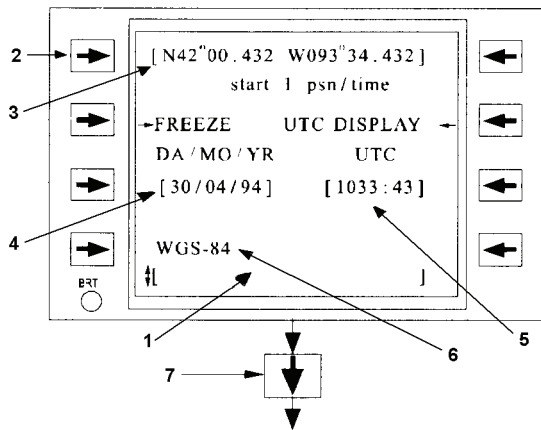 2
[N42°00.432 W093°34.432]
3
start 1 psn/time
FREEZE UTC DISPLAY
DA/MO/YR UTC
[30/04/94] [1033:43]
4
WGS-84
BRT
[ ]
1
6
5
7